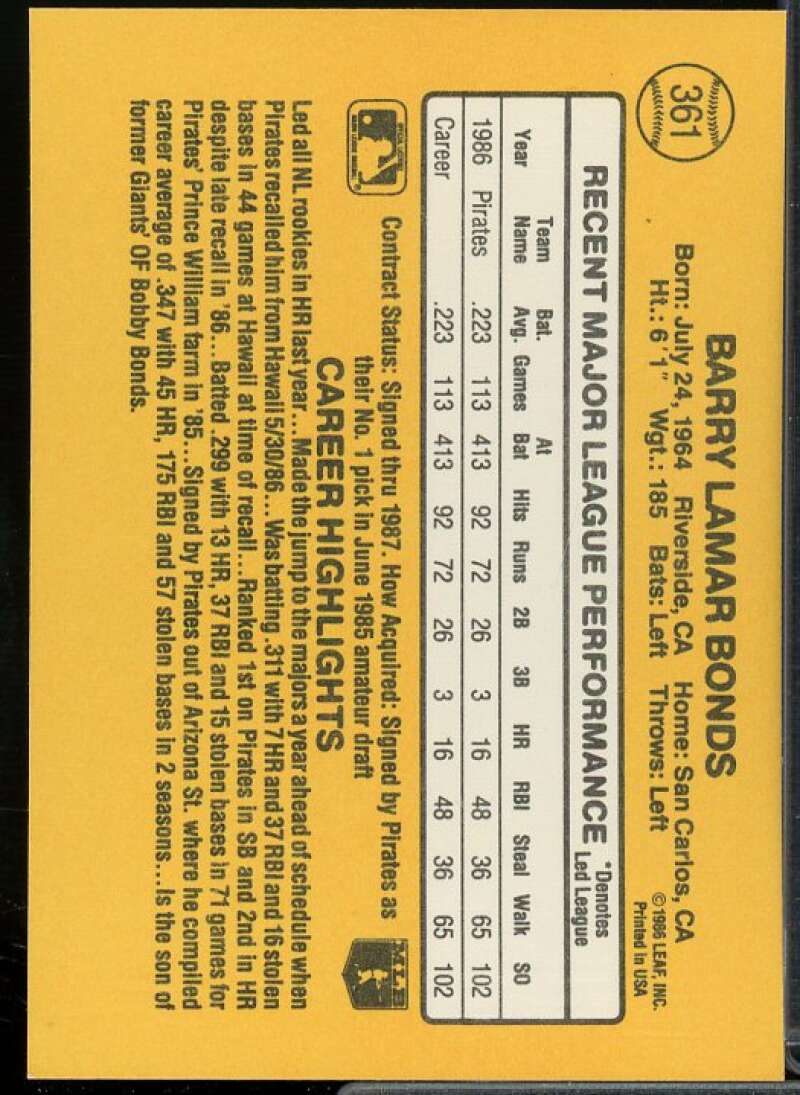 361
BARRY LAMAR BONDS
Born: July 24, 1964 Riverside, CA Home: San Carlos, CA
Ht.: 6'1" Wgt.: 185 Bats: Left Throws: Left
©1986 LEAF, INC.
Printed in USA
RECENT MAJOR LEAGUE PERFORMANCE *Denotes Led League
Year Team Name Bat. Avg. Games At Bat Hits Runs 2B 3B HR RBI Steal Walk SO
1986 Pirates .223 113 413 92 72 26 3 16 48 36 65 102
Career .223 113 413 92 72 26 3 16 48 36 65 102
Contract Status: Signed thru 1987. How Acquired: Signed by Pirates as
their No. 1 pick in June 1985 amateur draft
MLB
CAREER HIGHLIGHTS
Led all NL rookies in HR last year...Made the jump to the majors a year ahead of schedule when
Pirates recalled him from Hawaii 5/30/86...Was batting .311 with 7 HR and 37 RBI and 16 stolen
bases in 44 games at Hawaii at time of recall...Ranked 1st on Pirates in SB and 2nd in HR
despite late recall in '86...Batted .299 with 13 HR, 37 RBI and 15 stolen bases in 71 games for
Pirates' Prince William farm in '85...Signed by Pirates out of Arizona St. where he compiled
career average of .347 with 45 HR, 175 RBI and 57 stolen bases in 2 seasons...Is the son of
former Giants' OF Bobby Bonds.